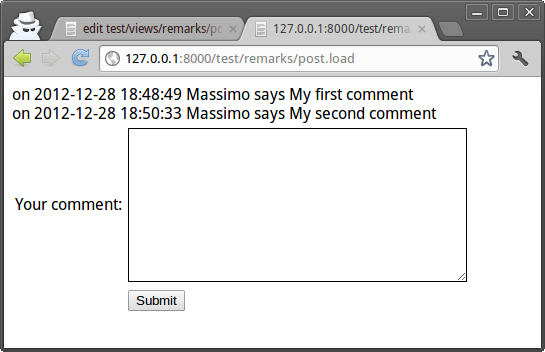 edit test/views/remarks/po
127.0.0.1:8000/test/rema
127.0.0.1:8000/test/remarks/post.load
on 2012-12-28 18:48:49 Massimo says My first comment
on 2012-12-28 18:50:33 Massimo says My second comment
Your comment:
Submit